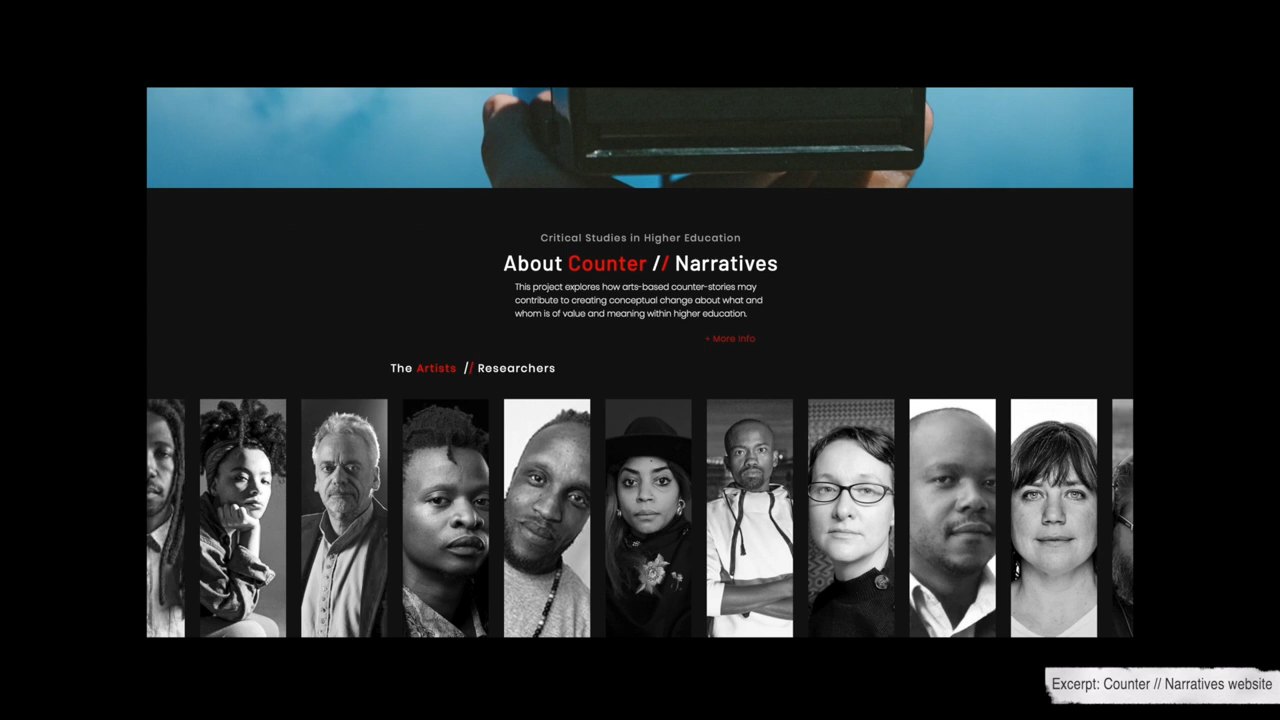 Critical Studies in Higher Education
About Counter // Narratives
This project explores how arts-based counter-stories may
contribute to creating conceptual change about what and
whom is of value and meaning within higher education.
+ More Info
The Artists // Researchers
Excerpt: Counter // Narratives website